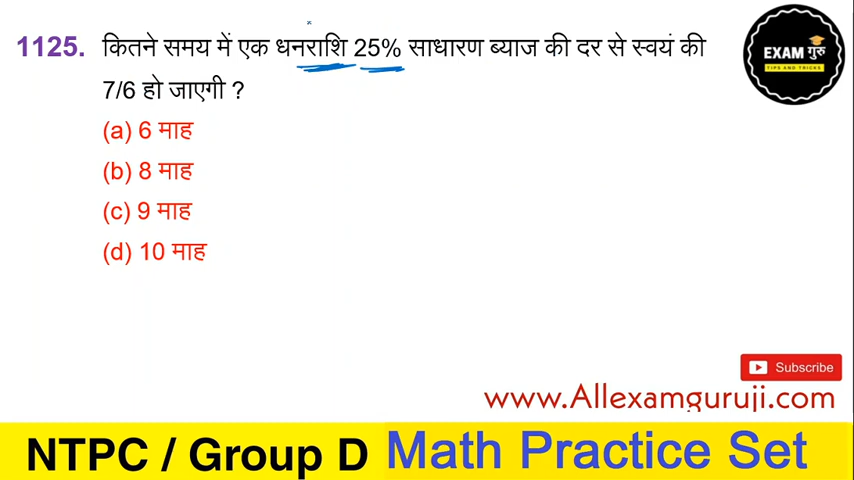 1125. कितने समय में एक धनराशि 25% साधारण ब्याज की दर से स्वयं की
7/6 हो जाएगी ?
(a) 6 माह
(b) 8 माह
(c) 9 माह
(d) 10 माह
EXAM गुरु
TIPS AND TRICKS
Subscribe
www.Allexamguruji.com
NTPC / Group D Math Practice Set